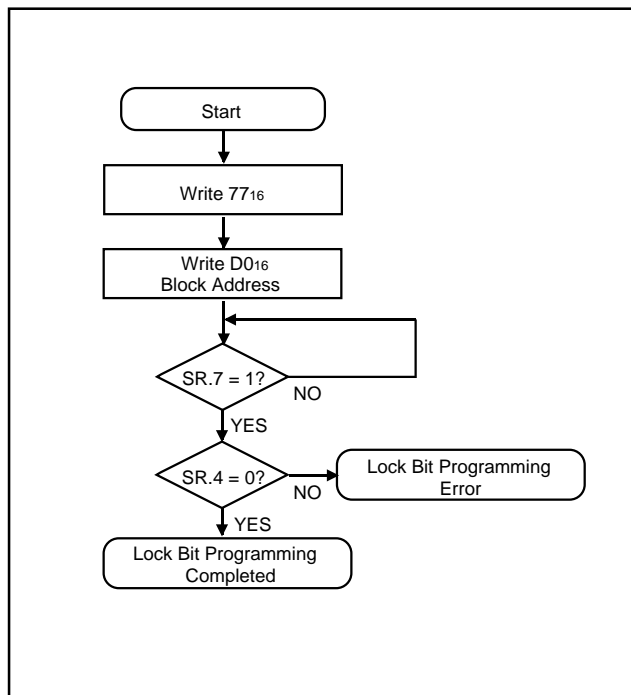 Start
Write 77₁₆
Write D0₁₆
Block Address
SR.7 = 1?
NO
YES
SR.4 = 0?
NO
Lock Bit Programming
Error
YES
Lock Bit Programming
Completed